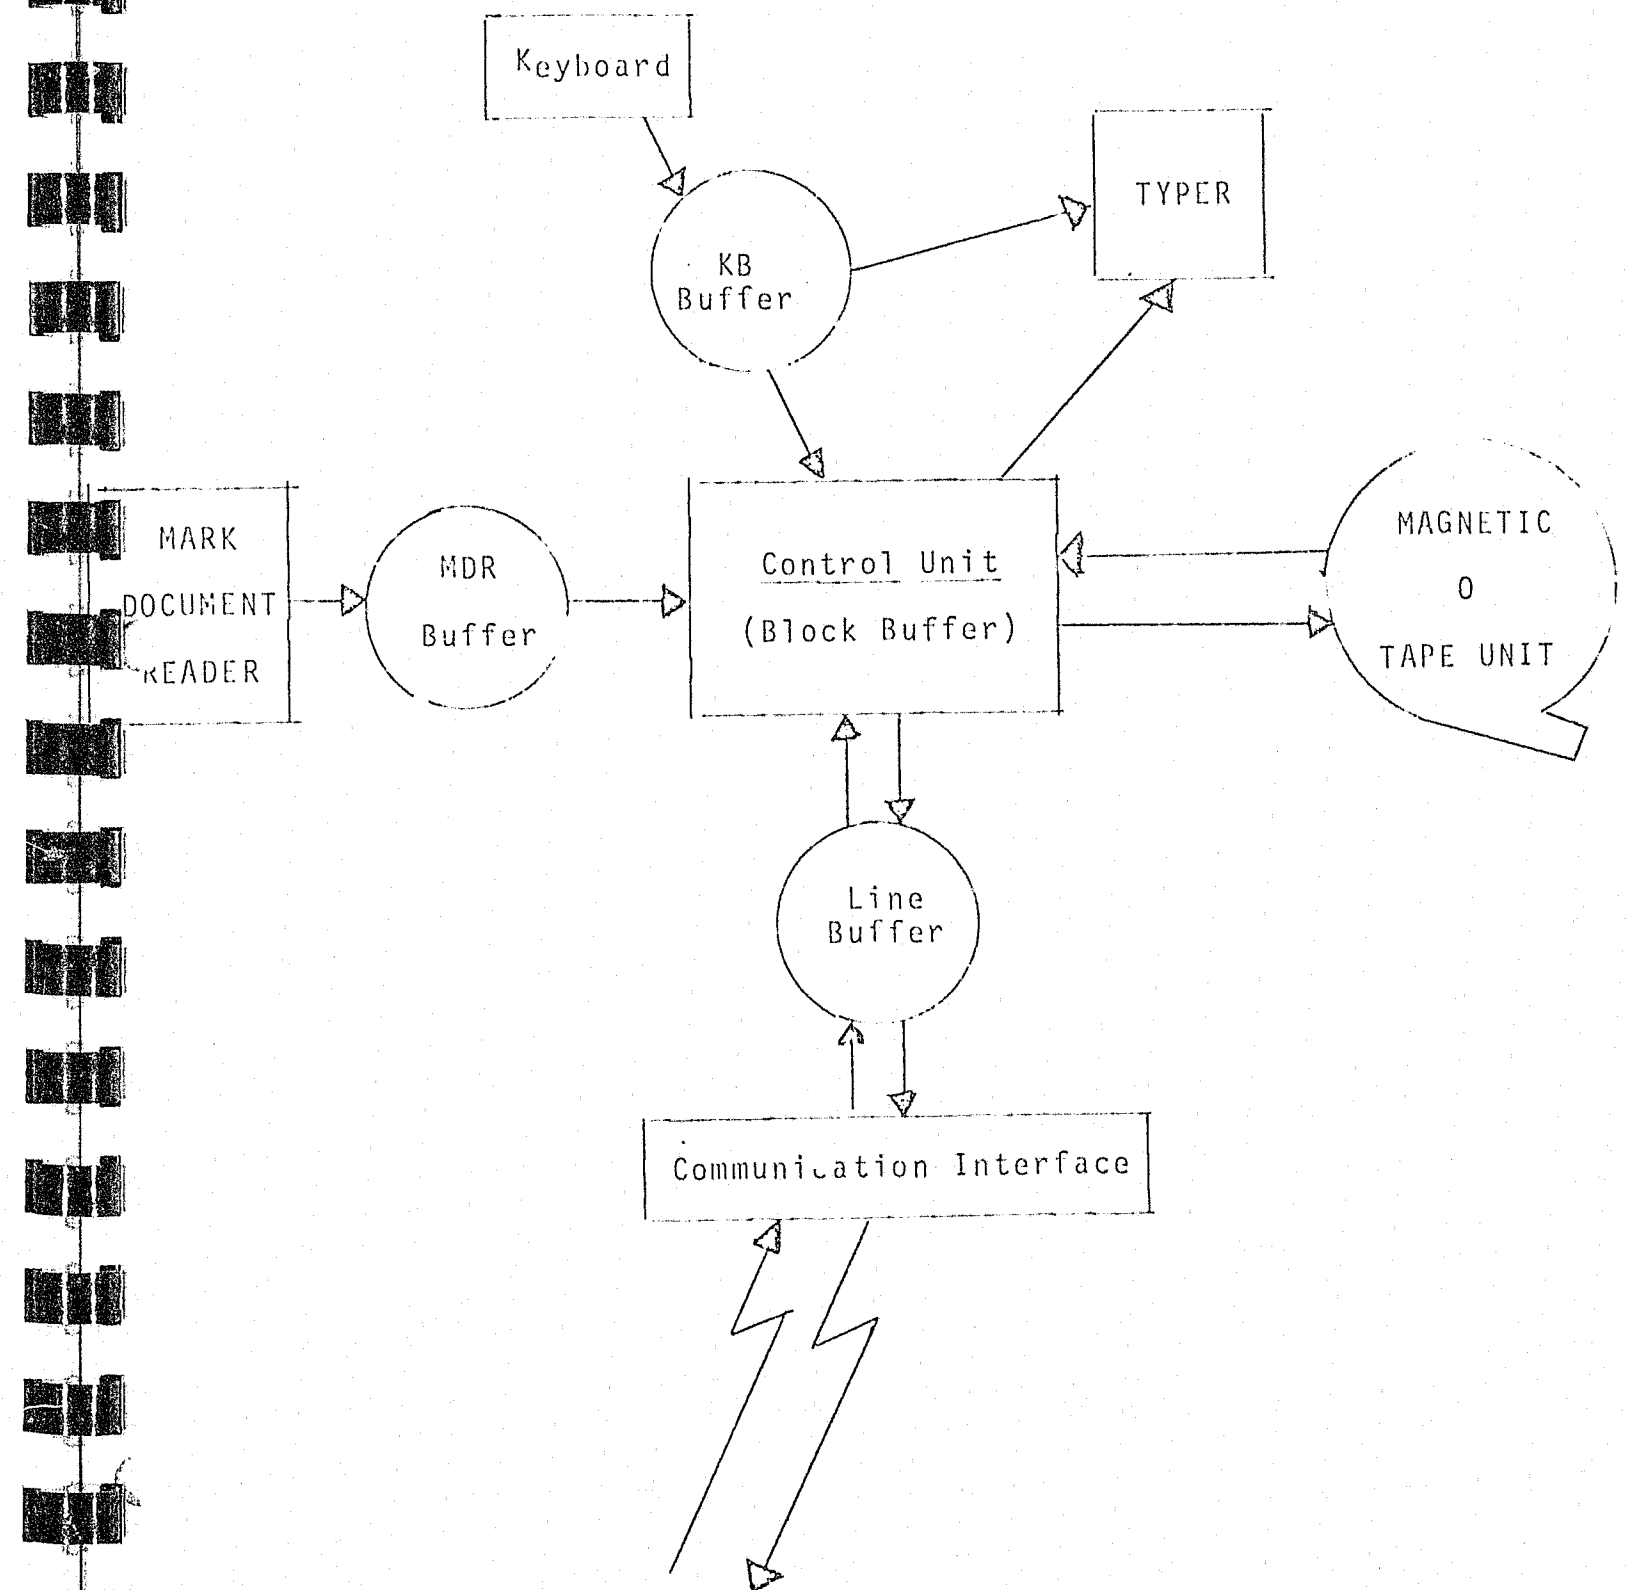 Keyboard
TYPER
KB
Buffer
MARK
DOCUMENT
READER
MDR
Buffer
Control Unit
(Block Buffer)
MAGNETIC
O
TAPE UNIT
Line
Buffer
Communication Interface